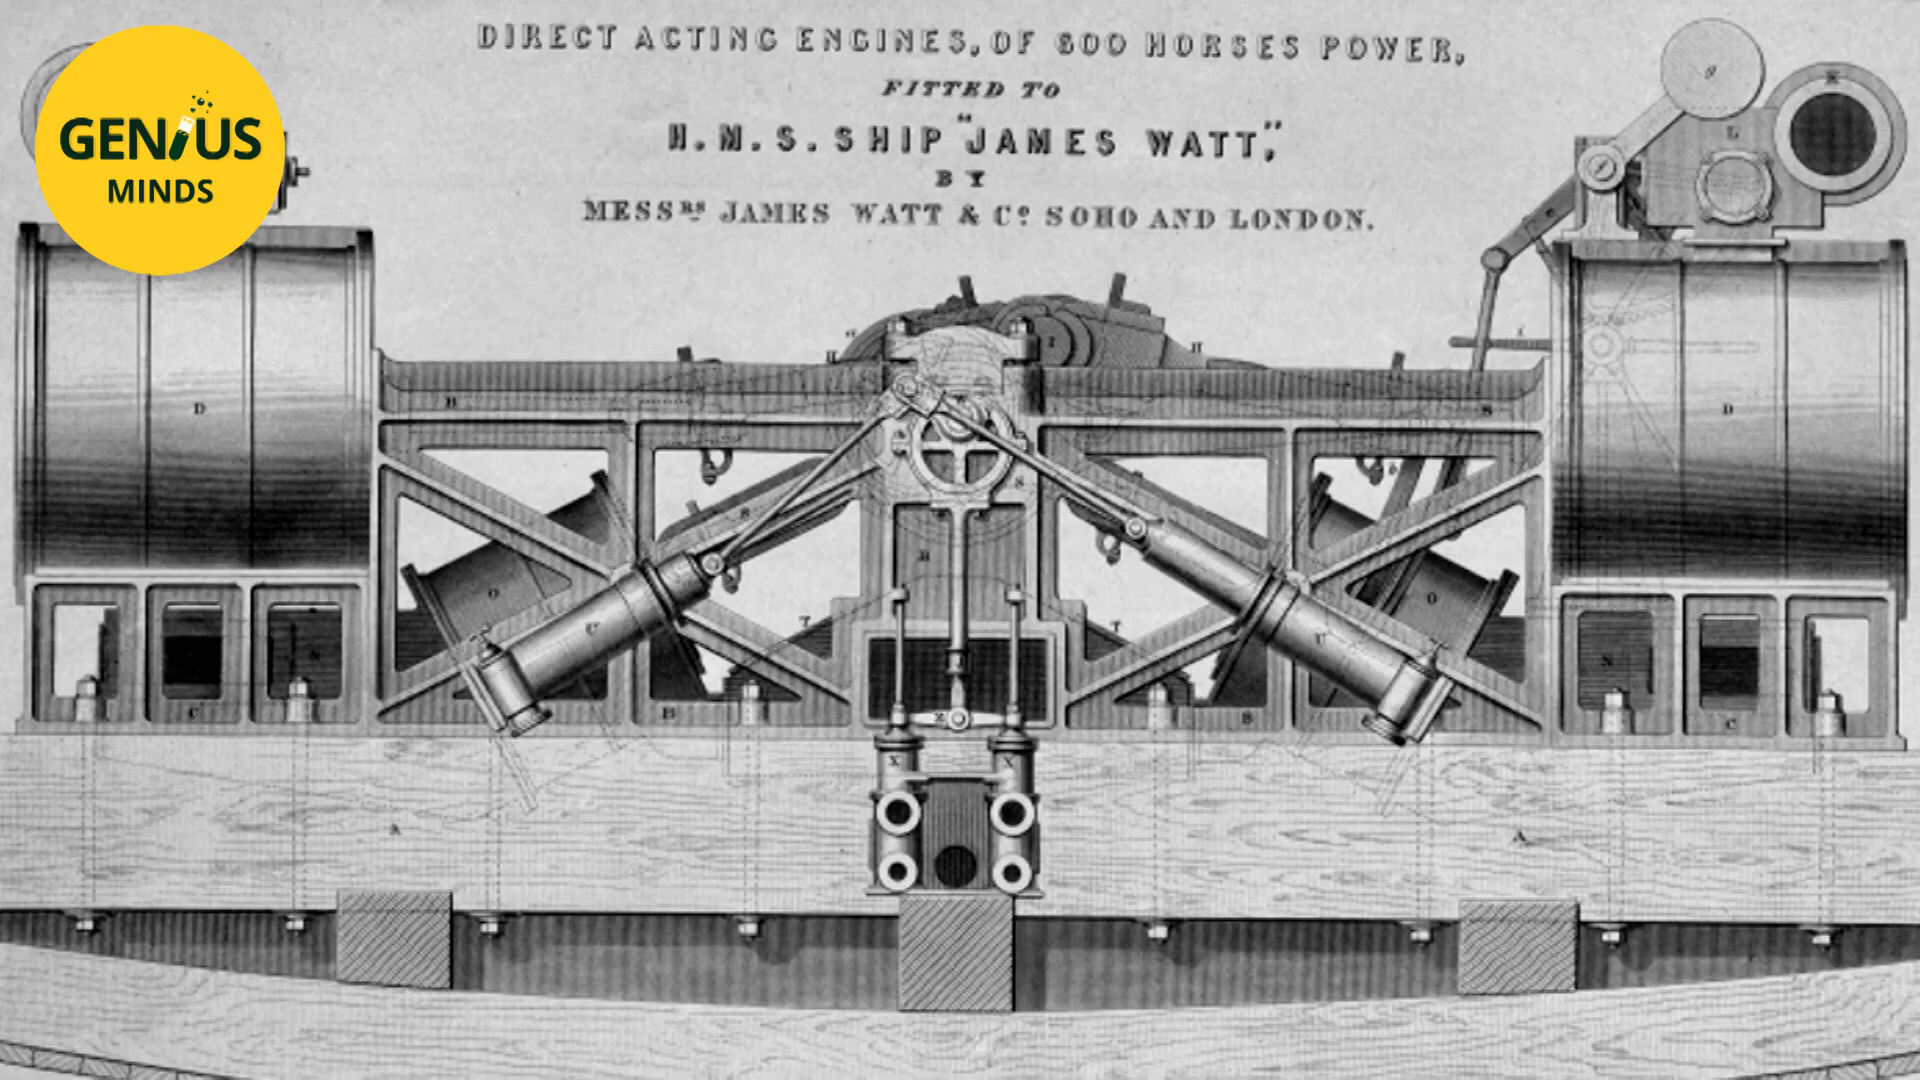 GENIUS
MINDS
DIRECT ACTING ENGINES, OF 600 HORSES POWER,
FITTED TO
H.M.S. SHIP "JAMES WATT,"
BY
MESSRS JAMES WATT & Co SOHO AND LONDON.
K
L
D
D
I
H
H
B
S
S
O
O
U
U
T
T
H
B
B
N
C
C
Z
X
X
A
A